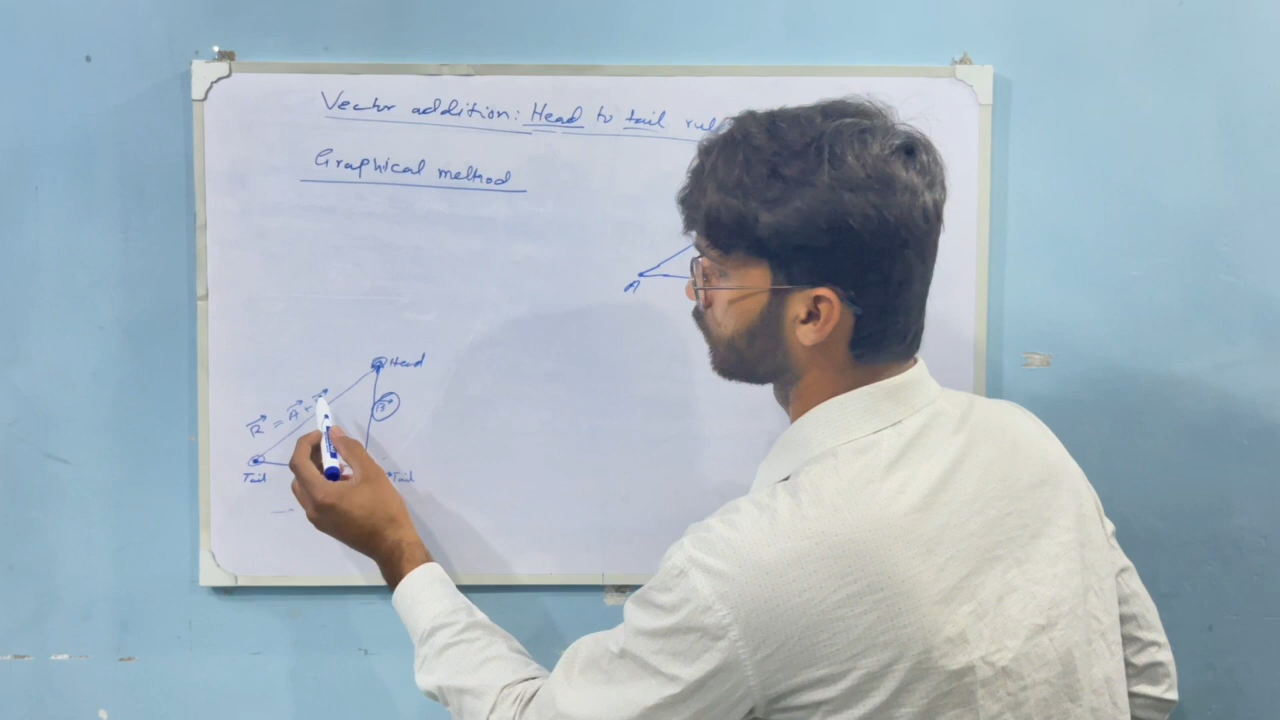 Vector addition: Head to tail
Graphical method
A
Head
R⃗ = A⃗ +
B⃗
Tail
Tail